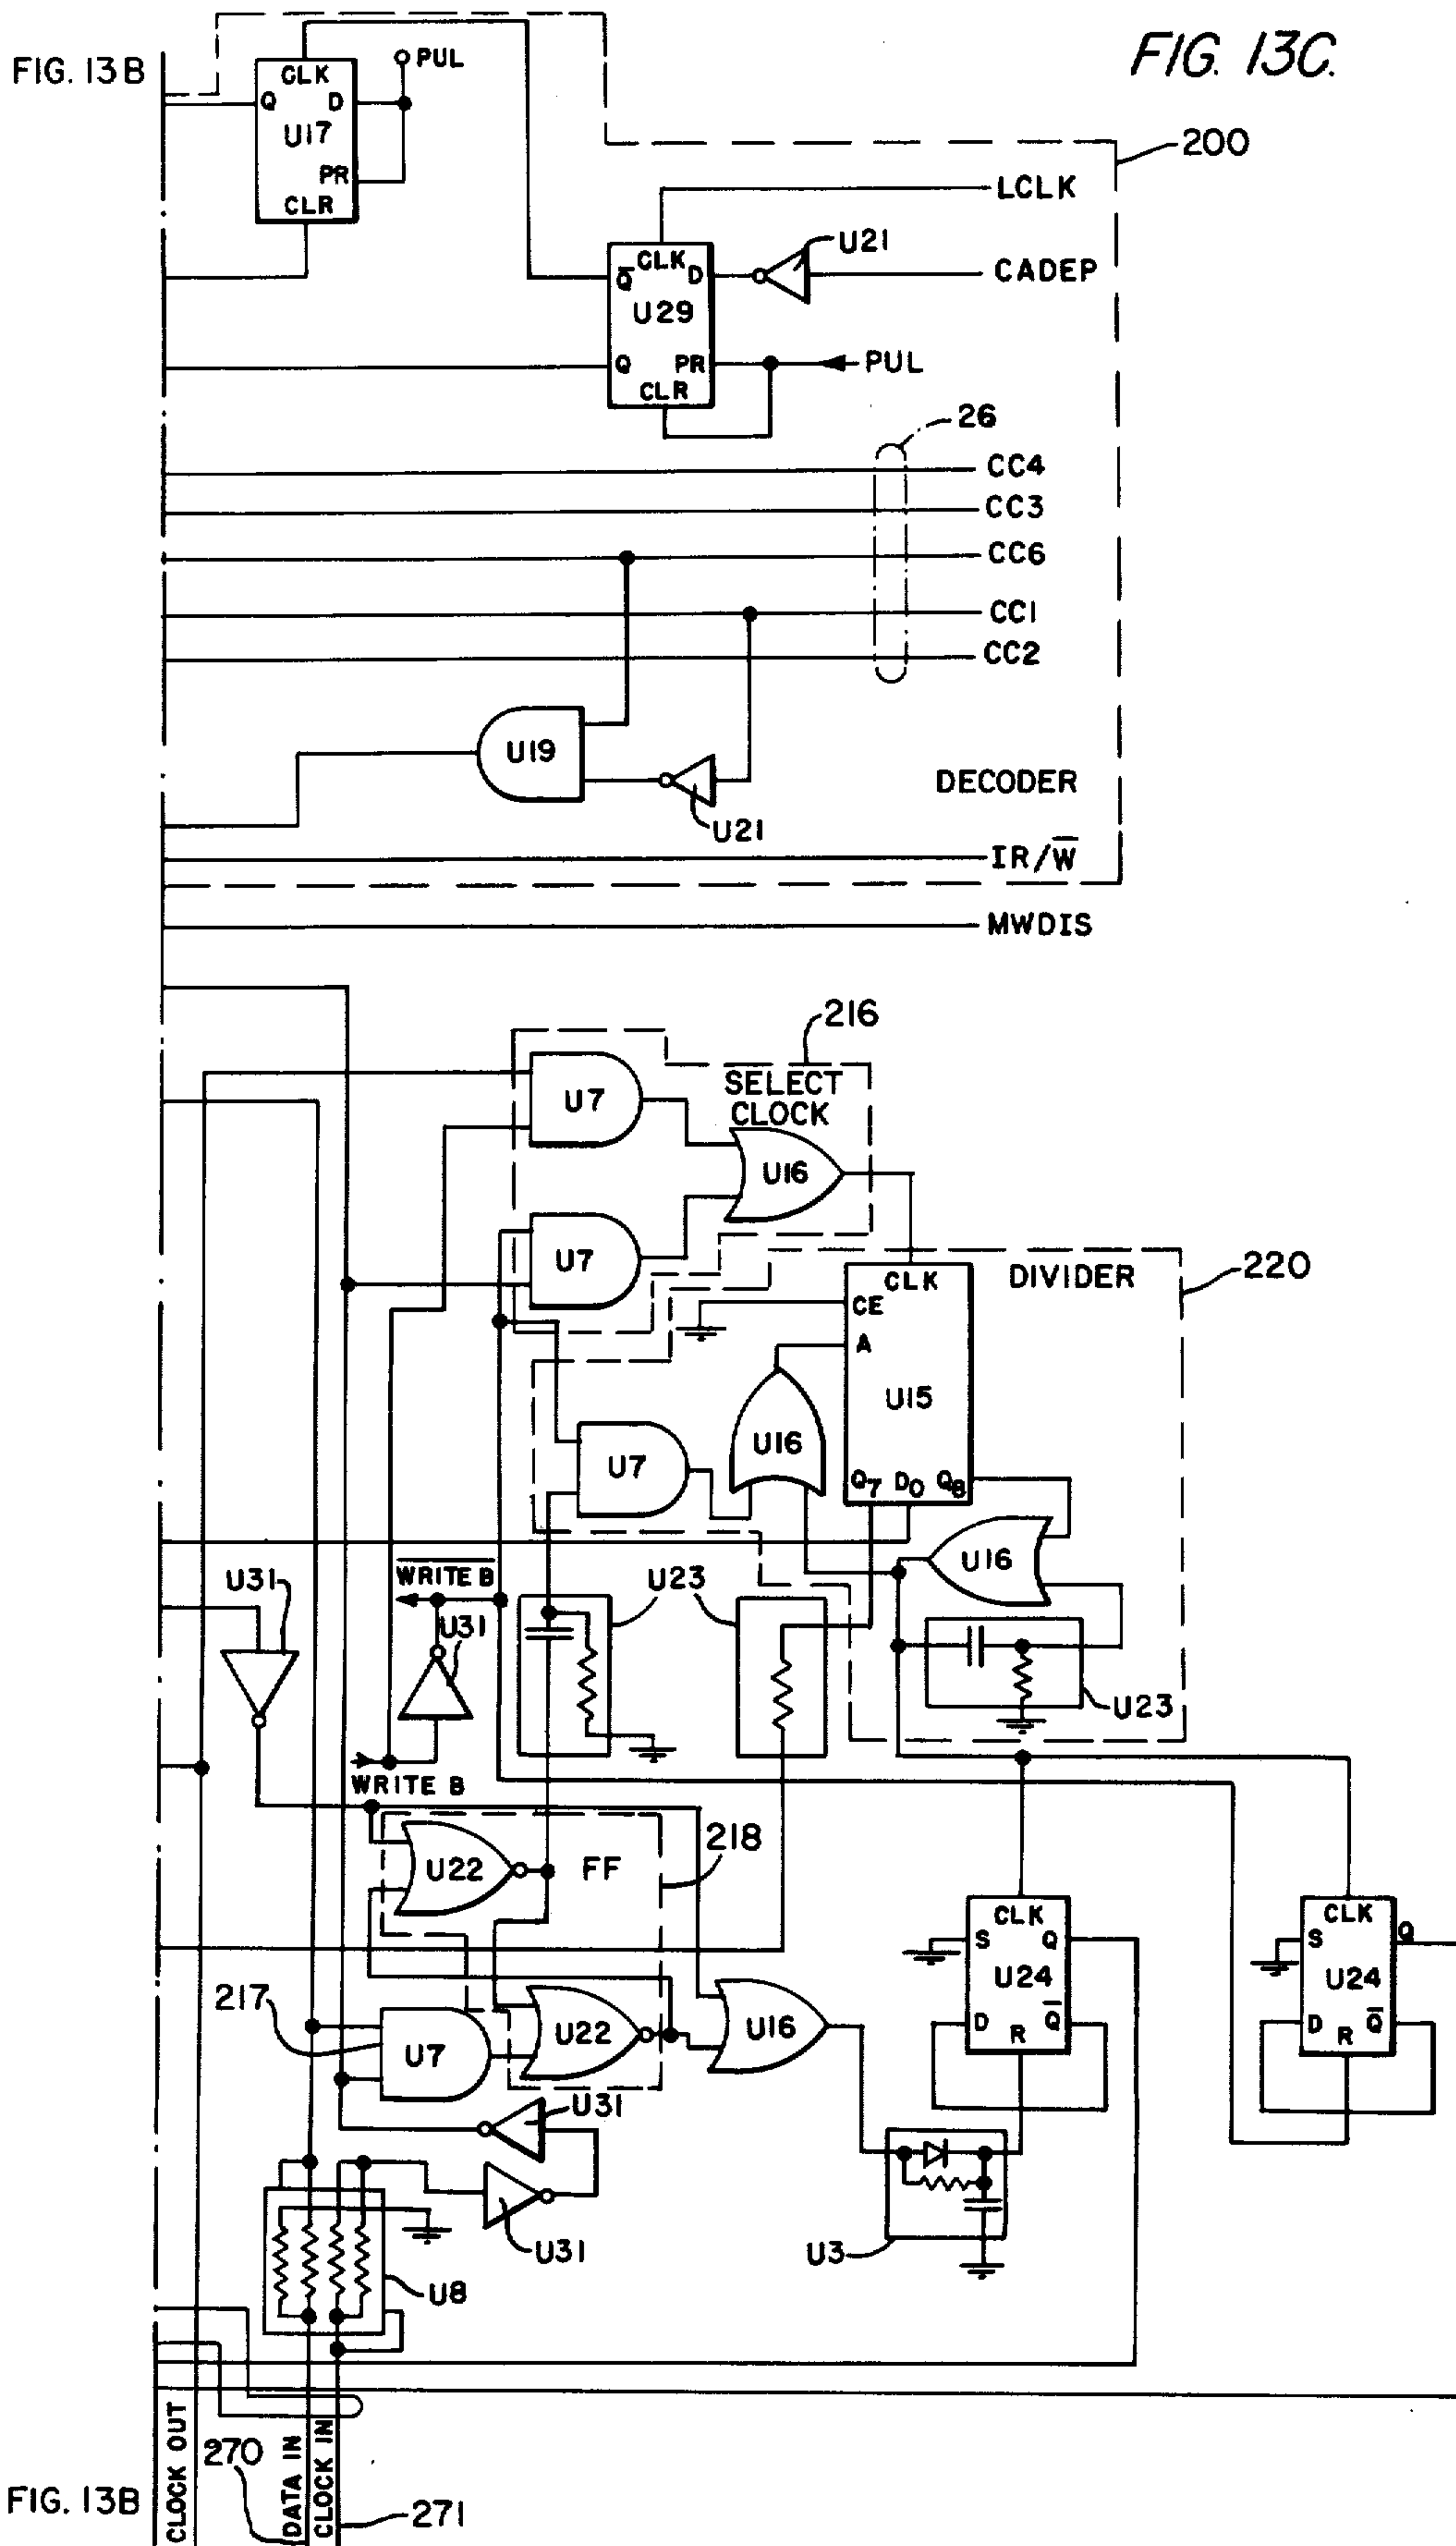 FIG. 13C.
FIG. 13B
CLK
PUL
Q D
U17
PR
CLR
200
LCLK
U21
CLK
Q̅ D
CADEP
U29
Q PR
PUL
CLR
26
CC4
CC3
CC6
CC1
CC2
U19
DECODER
U21
IR/W̅
MWDIS
216
SELECT
CLOCK
U7
U16
U7
DIVIDER
220
CLK
CE
A
U15
U16
U7
Q7 D0 Q8
U16
WRITE B̅
U23
U31
U31
U23
WRITE B
218
U22
FF
CLK
S Q
U24
D Q̅
R
CLK
S Q
U24
D Q̅
R
217
U22
U16
U7
U31
U31
U3
U8
CLOCK OUT
270
DATA IN
CLOCK IN
271
FIG. 13B